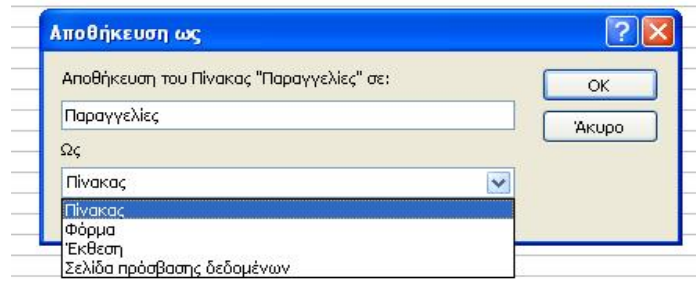 Αποθήκευση ως
Αποθήκευση του Πίνακας "Παραγγελίες" σε:
OK
Παραγγελίες
Άκυρο
Ως
Πίνακας
Πίνακας
Φόρμα
Έκθεση
Σελίδα πρόσβασης δεδομένων